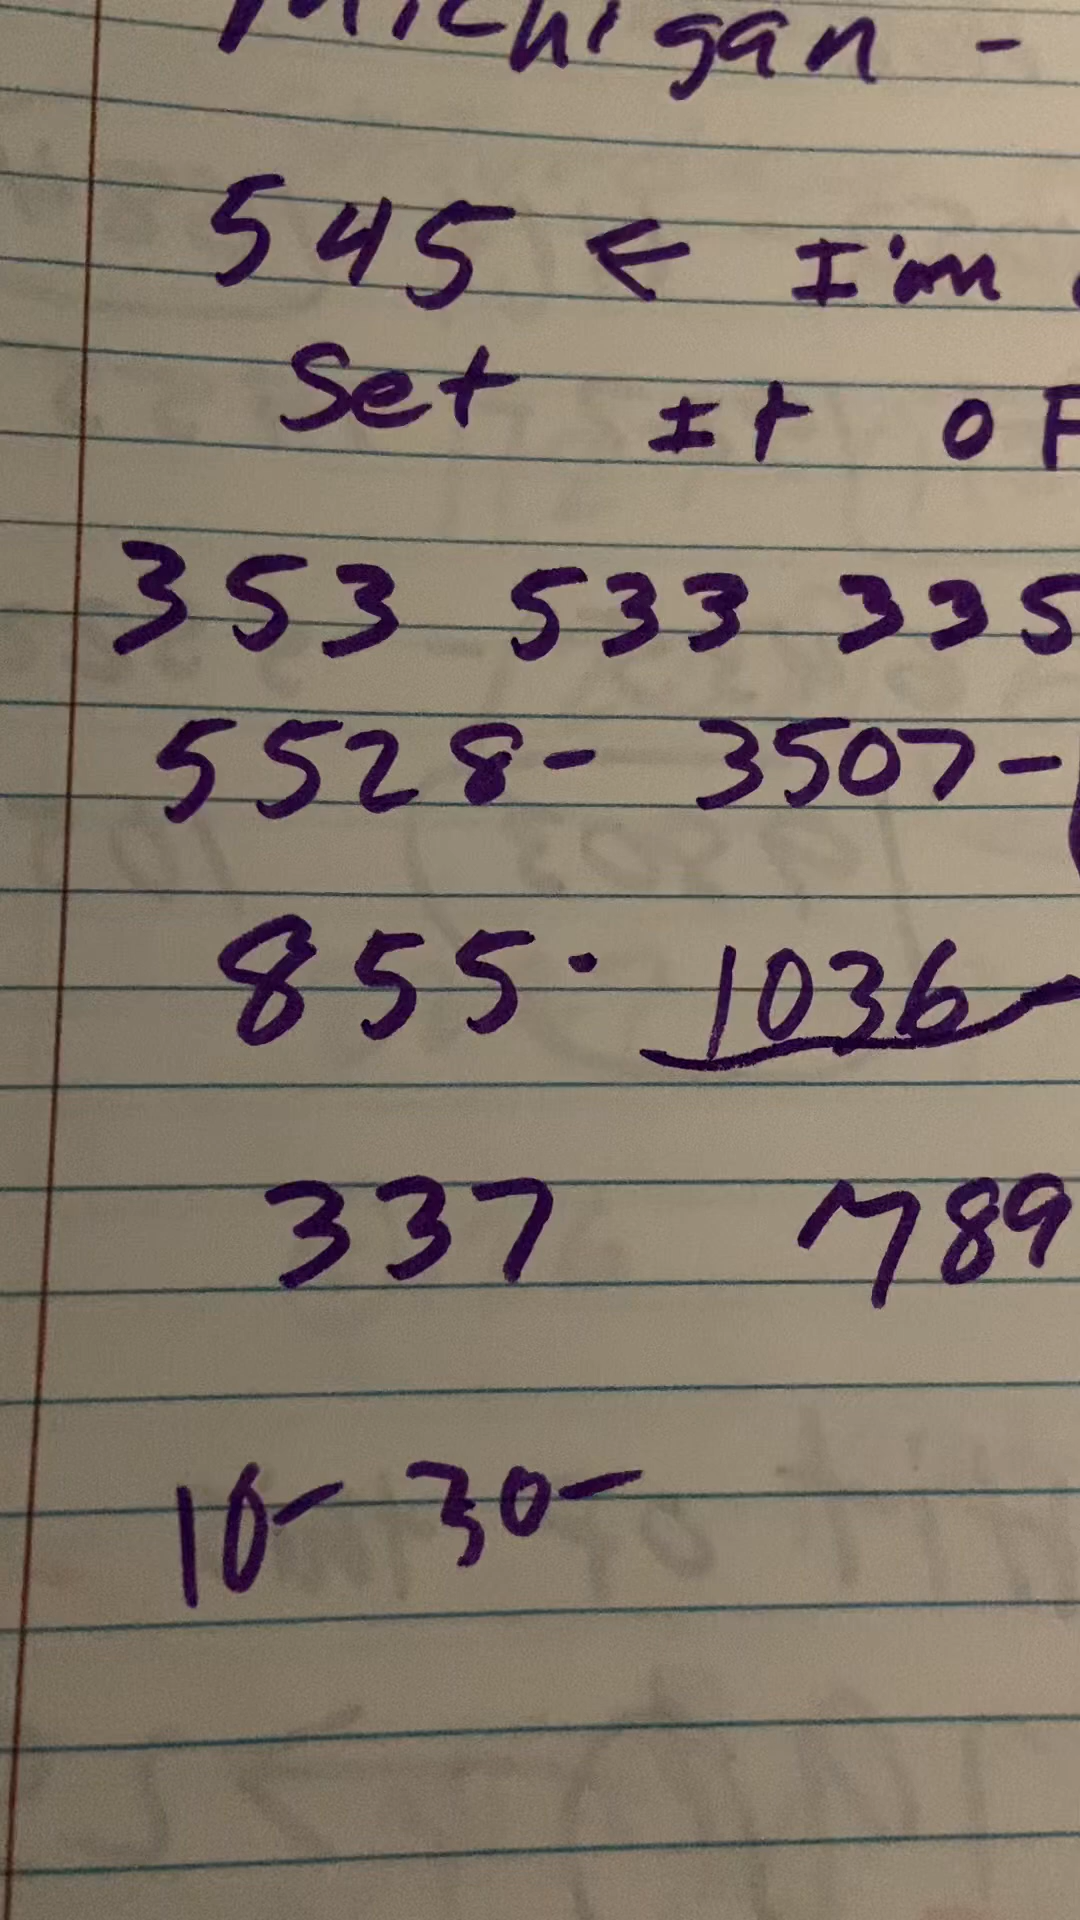 Michigan -
545 ← I'm
Set It OF
353 533 335
5528- 3507-
855. 1036-
337 789
10- 30-